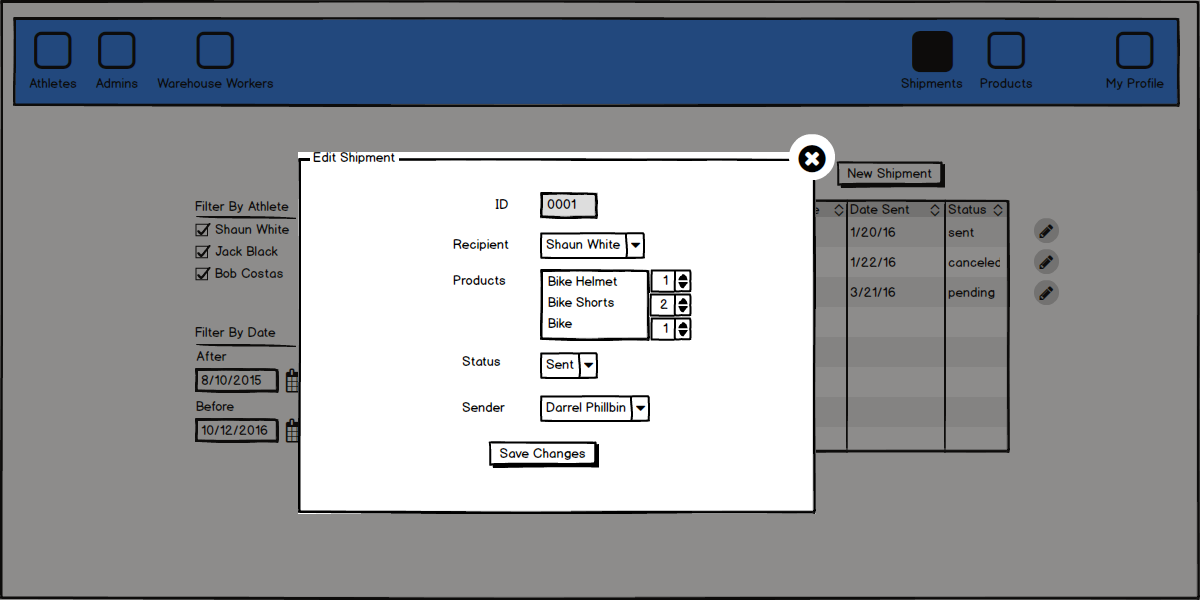 Athletes
Admins
Warehouse Workers
Shipments
Products
My Profile
Edit Shipment
New Shipment
ID 0001
Recipient Shaun White
Products
Bike Helmet 1
Bike Shorts 2
Bike 1
Status Sent
Sender Darrel Phillbin
Save Changes
Filter By Athlete
Shaun White
Jack Black
Bob Costas
Filter By Date
After
8/10/2015
Before
10/12/2016
Date Sent Status
1/20/16 sent
1/22/16 canceled
3/21/16 pending